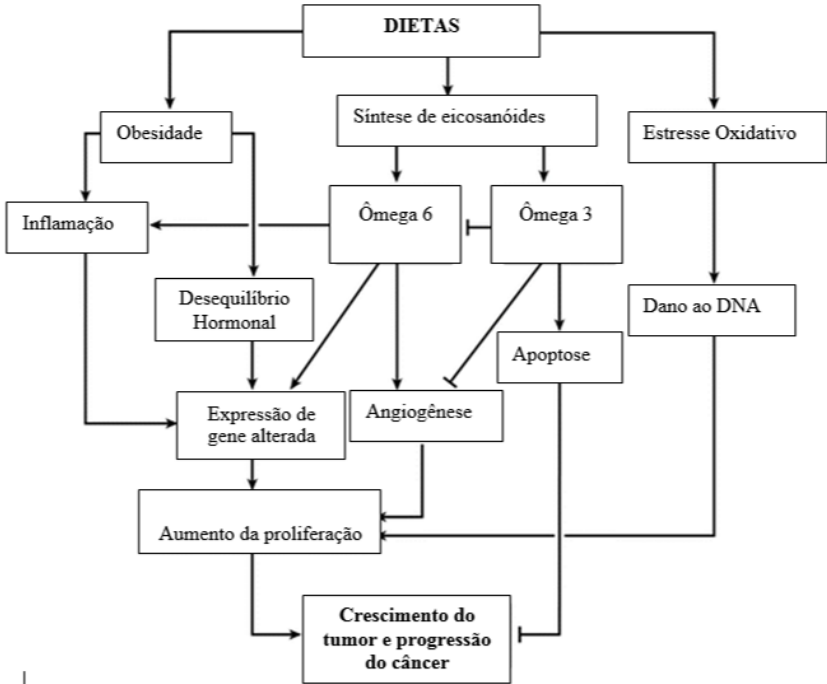 DIETAS
Obesidade
Síntese de eicosanóides
Estresse Oxidativo
Inflamação
Ômega 6
Ômega 3
Desequilíbrio
Hormonal
Dano ao DNA
Apoptose
Expressão de
gene alterada
Angiogênese
Aumento da proliferação
Crescimento do
tumor e progressão
do câncer